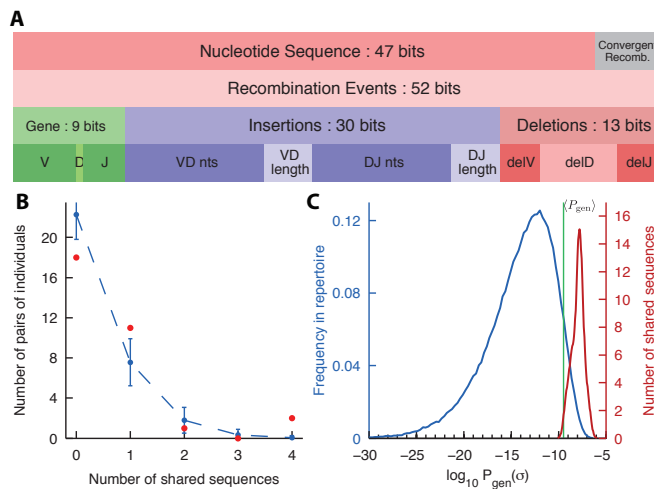 A
Nucleotide Sequence : 47 bits
Convergent
Recomb.
Recombination Events : 52 bits
Gene : 9 bits
Insertions : 30 bits
Deletions : 13 bits
V
D
J
VD nts
VD
length
DJ nts
DJ
length
delV
delD
delJ
B
Number of pairs of individuals
20
16
12
8
4
0
0
1
2
3
4
Number of shared sequences
C
⟨P_gen⟩
Frequency in repertoire
0.12
0.08
0.04
0
16
14
12
10
8
6
4
2
0
Number of shared sequences
-30
-25
-20
-15
-10
-5
log₁₀ P_gen(σ)